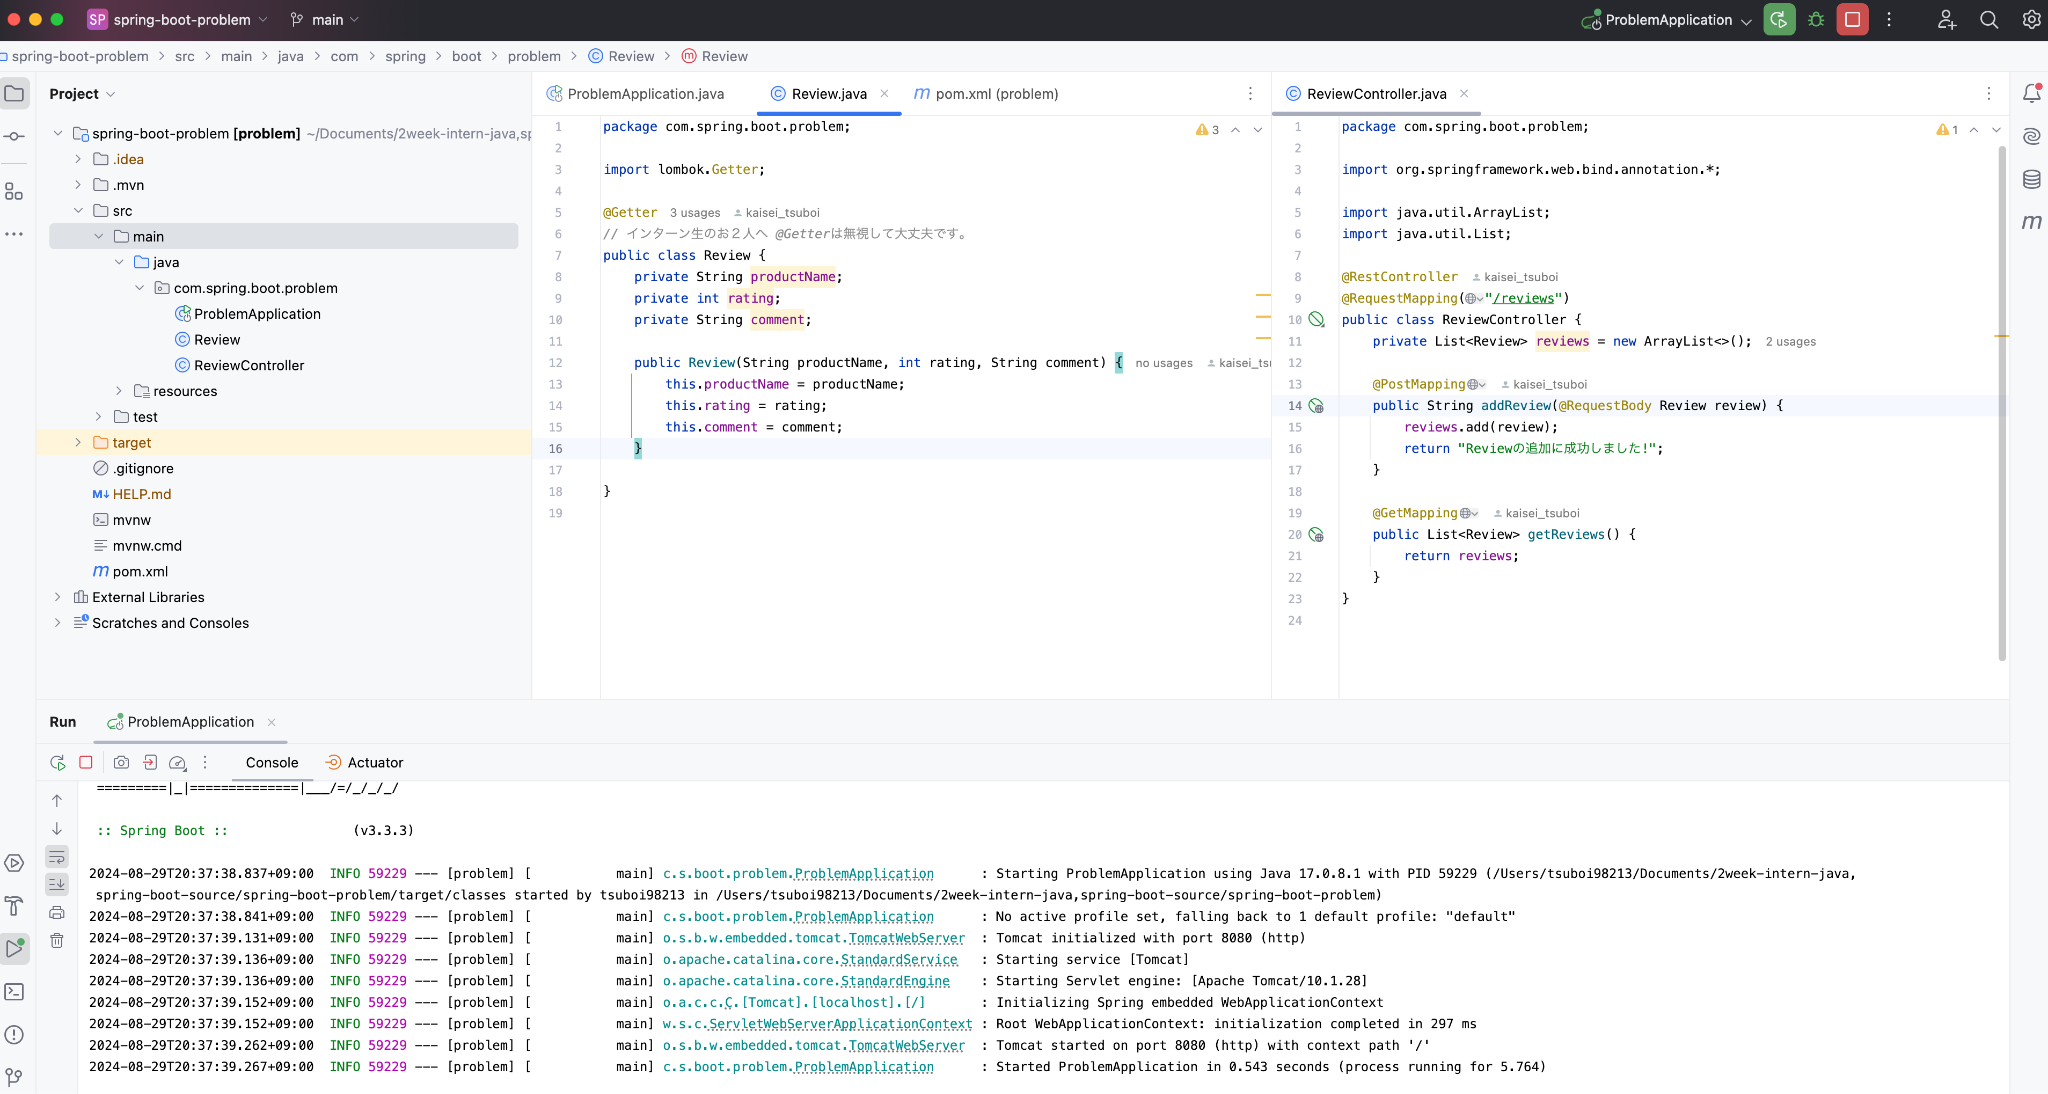 SP spring-boot-problem main ProblemApplication
spring-boot-problem src main java com spring boot problem Review Review
Project
spring-boot-problem [problem] ~/Documents/2week-intern-java,sp
.idea
.mvn
src
main
java
com.spring.boot.problem
ProblemApplication
Review
ReviewController
resources
test
target
.gitignore
HELP.md
mvnw
mvnw.cmd
pom.xml
External Libraries
Scratches and Consoles
ProblemApplication.java Review.java pom.xml (problem)
3
1 package com.spring.boot.problem;
2
3 import lombok.Getter;
4
5 @Getter 3 usages kaisei_tsuboi
6 // インターン生のお２人へ @Getterは無視して大丈夫です。
7 public class Review {
8 private String productName;
9 private int rating;
10 private String comment;
11
12 public Review(String productName, int rating, String comment) { no usages kaisei_tsu
13 this.productName = productName;
14 this.rating = rating;
15 this.comment = comment;
16 }
17
18 }
19
ReviewController.java
1
1 package com.spring.boot.problem;
2
3 import org.springframework.web.bind.annotation.*;
4
5 import java.util.ArrayList;
6 import java.util.List;
7
8 @RestController kaisei_tsuboi
9 @RequestMapping("/reviews")
10 public class ReviewController {
11 private List<Review> reviews = new ArrayList<>(); 2 usages
12
13 @PostMapping kaisei_tsuboi
14 public String addReview(@RequestBody Review review) {
15 reviews.add(review);
16 return "Reviewの追加に成功しました!";
17 }
18
19 @GetMapping kaisei_tsuboi
20 public List<Review> getReviews() {
21 return reviews;
22 }
23 }
24
Run ProblemApplication
Console Actuator
=========|_|==============|___/=/_/_/_/
:: Spring Boot :: (v3.3.3)
2024-08-29T20:37:38.837+09:00 INFO 59229 --- [problem] [ main] c.s.boot.problem.ProblemApplication : Starting ProblemApplication using Java 17.0.8.1 with PID 59229 (/Users/tsuboi98213/Documents/2week-intern-java,
spring-boot-source/spring-boot-problem/target/classes started by tsuboi98213 in /Users/tsuboi98213/Documents/2week-intern-java,spring-boot-source/spring-boot-problem)
2024-08-29T20:37:38.841+09:00 INFO 59229 --- [problem] [ main] c.s.boot.problem.ProblemApplication : No active profile set, falling back to 1 default profile: "default"
2024-08-29T20:37:39.131+09:00 INFO 59229 --- [problem] [ main] o.s.b.w.embedded.tomcat.TomcatWebServer : Tomcat initialized with port 8080 (http)
2024-08-29T20:37:39.136+09:00 INFO 59229 --- [problem] [ main] o.apache.catalina.core.StandardService : Starting service [Tomcat]
2024-08-29T20:37:39.136+09:00 INFO 59229 --- [problem] [ main] o.apache.catalina.core.StandardEngine : Starting Servlet engine: [Apache Tomcat/10.1.28]
2024-08-29T20:37:39.152+09:00 INFO 59229 --- [problem] [ main] o.a.c.c.C.[Tomcat].[localhost].[/] : Initializing Spring embedded WebApplicationContext
2024-08-29T20:37:39.152+09:00 INFO 59229 --- [problem] [ main] w.s.c.ServletWebServerApplicationContext : Root WebApplicationContext: initialization completed in 297 ms
2024-08-29T20:37:39.262+09:00 INFO 59229 --- [problem] [ main] o.s.b.w.embedded.tomcat.TomcatWebServer : Tomcat started on port 8080 (http) with context path '/'
2024-08-29T20:37:39.267+09:00 INFO 59229 --- [problem] [ main] c.s.boot.problem.ProblemApplication : Started ProblemApplication in 0.543 seconds (process running for 5.764)